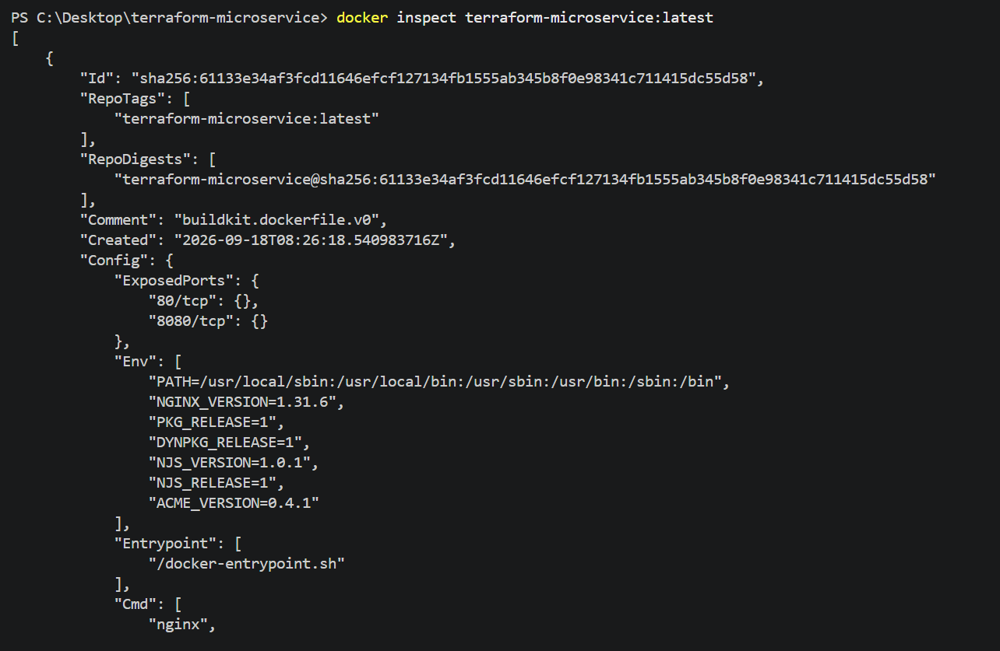 PS C:\Desktop\terraform-microservice> docker inspect terraform-microservice:latest
[
    {
        "Id": "sha256:61133e34af3fcd11646efcf127134fb1555ab345b8f0e98341c711415dc55d58",
        "RepoTags": [
            "terraform-microservice:latest"
        ],
        "RepoDigests": [
            "terraform-microservice@sha256:61133e34af3fcd11646efcf127134fb1555ab345b8f0e98341c711415dc55d58"
        ],
        "Comment": "buildkit.dockerfile.v0",
        "Created": "2026-09-18T08:26:18.540983716Z",
        "Config": {
            "ExposedPorts": {
                "80/tcp": {},
                "8080/tcp": {}
            },
            "Env": [
                "PATH=/usr/local/sbin:/usr/local/bin:/usr/sbin:/usr/bin:/sbin:/bin",
                "NGINX_VERSION=1.31.6",
                "PKG_RELEASE=1",
                "DYNPKG_RELEASE=1",
                "NJS_VERSION=1.0.1",
                "NJS_RELEASE=1",
                "ACME_VERSION=0.4.1"
            ],
            "Entrypoint": [
                "/docker-entrypoint.sh"
            ],
            "Cmd": [
                "nginx",